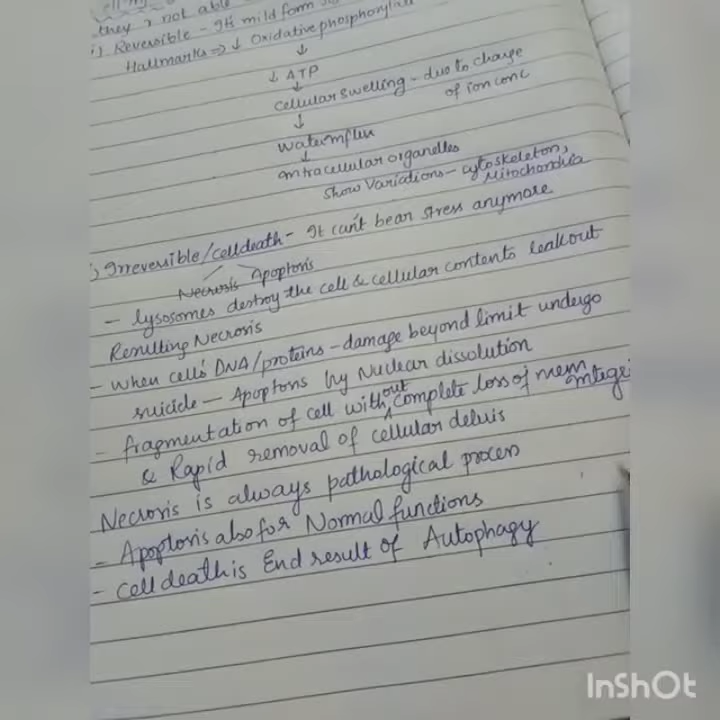 they r not able
i) Reversible - It mild form
Hallmarks => ↓ Oxidative phosphorylati
↓
↓ ATP
↓
cellular swelling - due to change
of ion conc
↓
water influx
↓
intracellular organelles
show variations - cytoskeleton,
mitochondria
) Irreversible/cell death - It can't bear stress anymore
Necrosis Apoptosis
- lysosomes destroy the cell & cellular contents leakout
Resulting Necrosis
- when cells' DNA/proteins - damage beyond limit undergo
suicide - Apoptosis by Nuclear dissolution
- fragmentation of cell without complete loss of mem integri
& Rapid removal of cellular debris
Necrosis is always pathological process
- Apoptosis also for Normal functions
- cell death is End result of Autophagy
InShOt